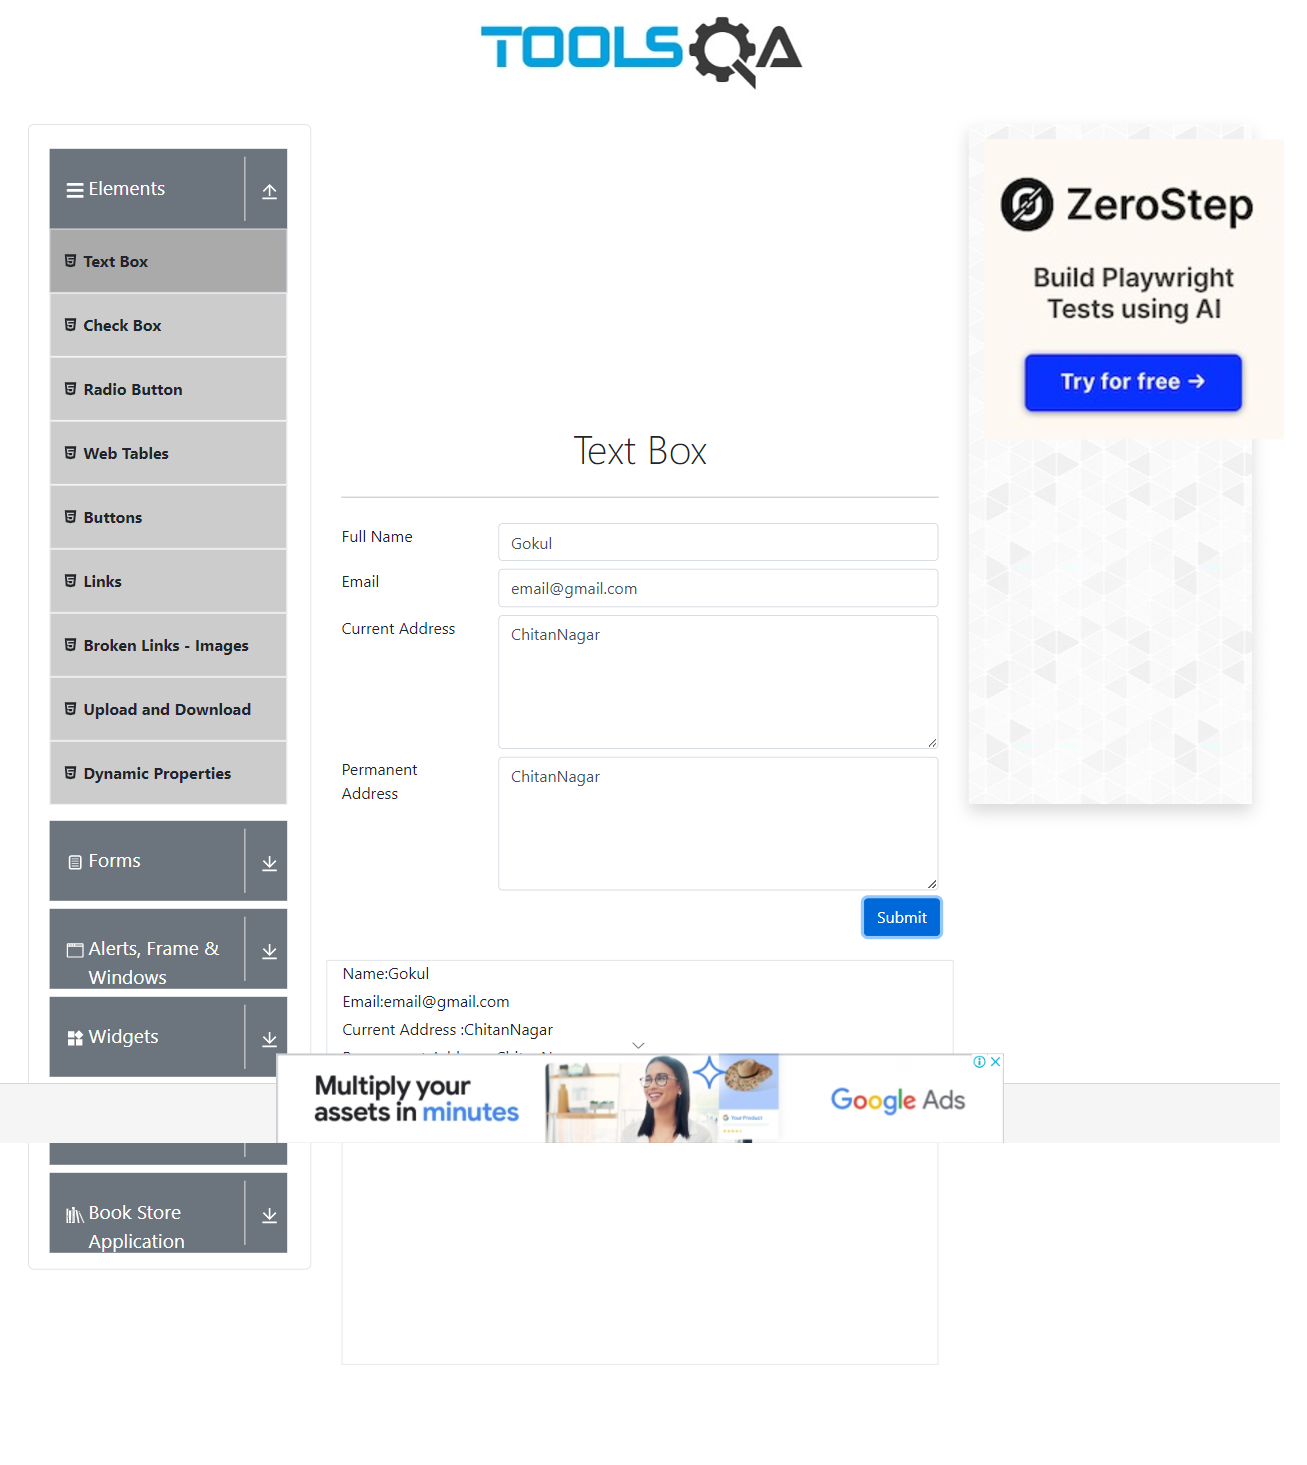 TOOLSQA
Elements
Text Box
Check Box
Radio Button
Web Tables
Buttons
Links
Broken Links - Images
Upload and Download
Dynamic Properties
Forms
Alerts, Frame &
Windows
Widgets
Book Store
Application
Text Box
Full Name
Gokul
Email
email@gmail.com
Current Address
ChitanNagar
Permanent
Address
ChitanNagar
Submit
Name:Gokul
Email:email@gmail.com
Current Address :ChitanNagar
ZeroStep
Build Playwright
Tests using AI
Try for free →
Multiply your
assets in minutes
Your Product
Google Ads